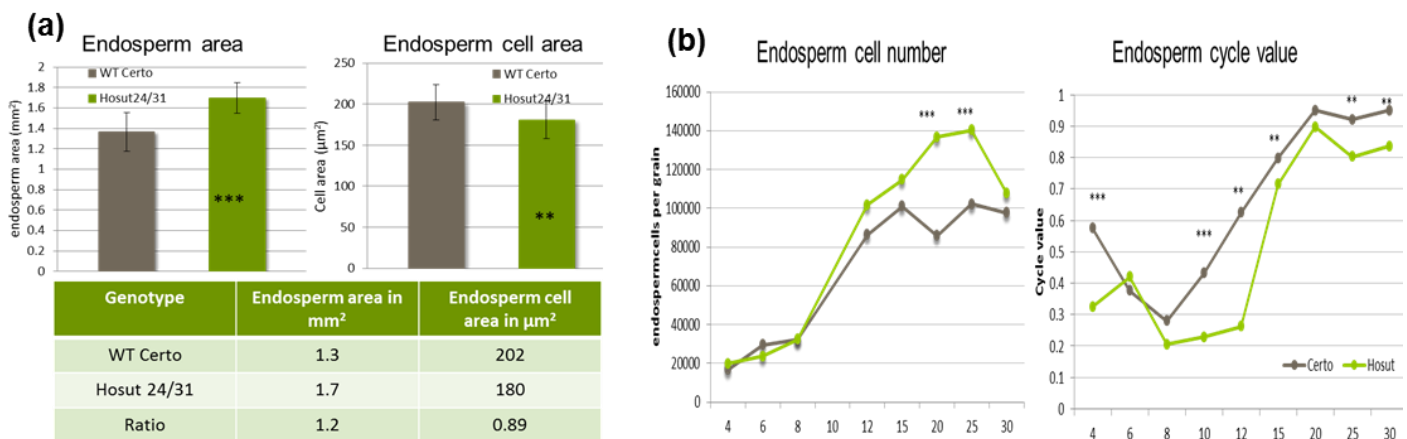 (a)
Endosperm area
2
1.8
1.6
1.4
1.2
1
0.8
0.6
0.4
0.2
0
endosperm area (mm²)
WT Certo
Hosut24/31
***
Endosperm cell area
250
200
150
100
50
0
Cell area (µm²)
WT Certo
Hosut24/31
**
Genotype Endosperm area in mm² Endosperm cell area in µm²
WT Certo 1.3 202
Hosut 24/31 1.7 180
Ratio 1.2 0.89
(b)
Endosperm cell number
160000
140000
120000
100000
80000
60000
40000
20000
0
endospermcells per grain
*** ***
4 6 8 10 12 15 20 25 30
Endosperm cycle value
1
0.9
0.8
0.7
0.6
0.5
0.4
0.3
0.2
0.1
0
Cycle value
*** *** ** ** ** **
Certo Hosut
4 6 8 10 12 15 20 25 30